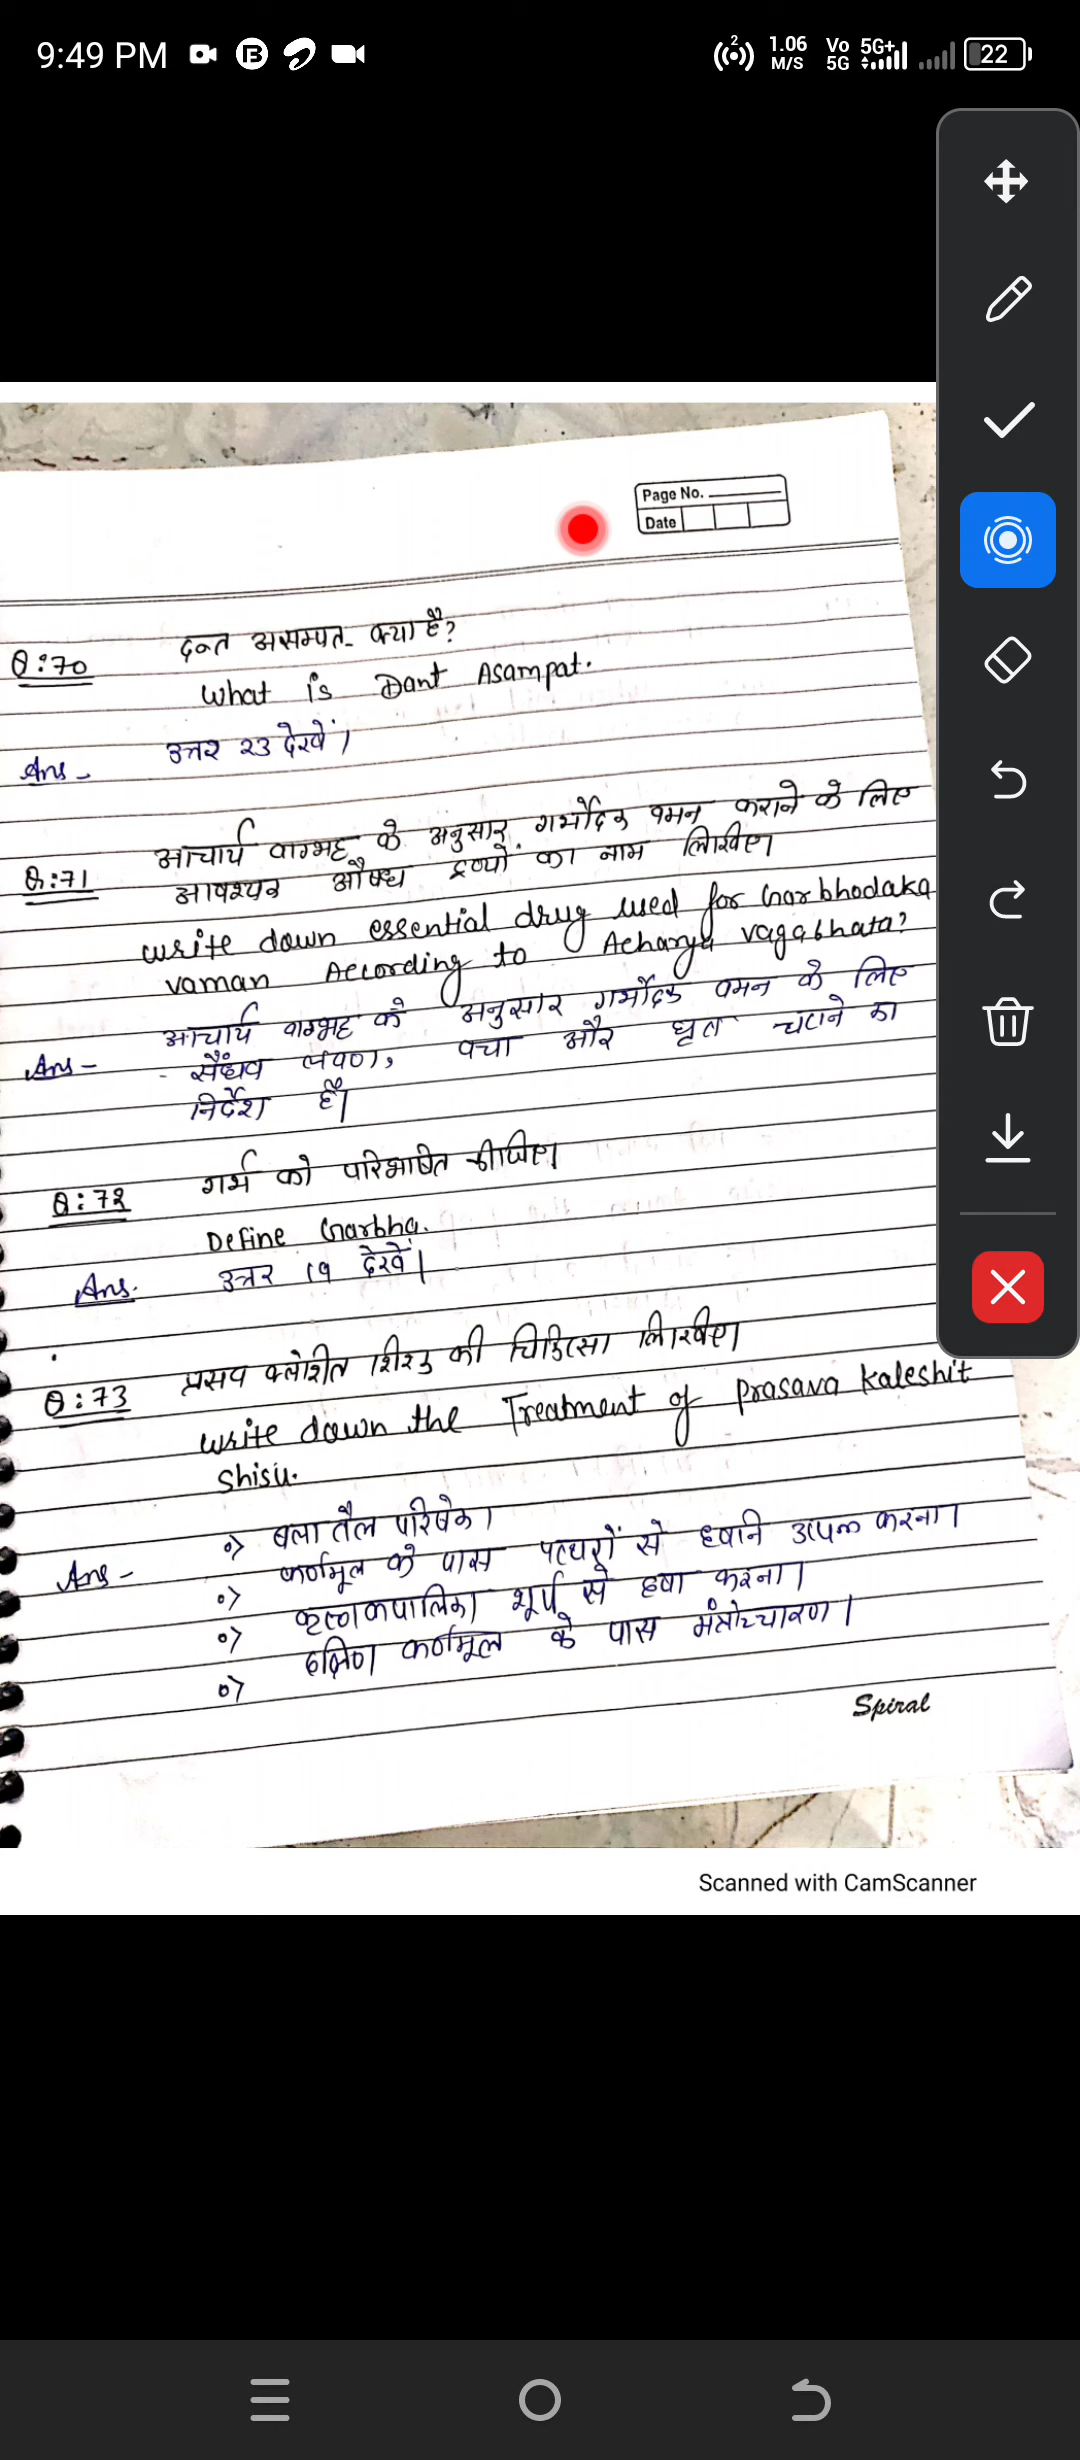 9:49 PM
1.06 M/S Vo 5G 5G+ 22
Page No.
Date
Q:70 दन्त असम्पत क्या है?
What is Dant Asampat.
Ans - उत्तर 23 देखें।
Q:71 आचार्य वाग्भट्ट के अनुसार गर्भोदक वमन कराने के लिए
आवश्यक औषध द्रव्यों का नाम लिखिए।
write down essential drug used for Garbhodaka
vaman According to Acharya vagabhata?
Ans - आचार्य वाग्भट्ट के अनुसार गर्भोदक वमन के लिए
सैंधव लवण, वचा और घृत चटाने का
निर्देश है।
Q:72 गर्भ को परिभाषित कीजिए।
Define Garbha.
Ans. उत्तर 19 देखें।
Q:73 प्रसव क्लेशीत शिशु की चिकित्सा लिखिए।
write down the Treatment of Prasava kaleshit
Shisu.
Ans - बला तैल परिषेक।
कर्णमूल के पास पत्थरों से ध्वनि उत्पन्न करना।
कृष्ण कपालिका शूर्प से हवा करना।
दक्षिण कर्णमूल के पास मंत्रोच्चारण।
Spiral
Scanned with CamScanner